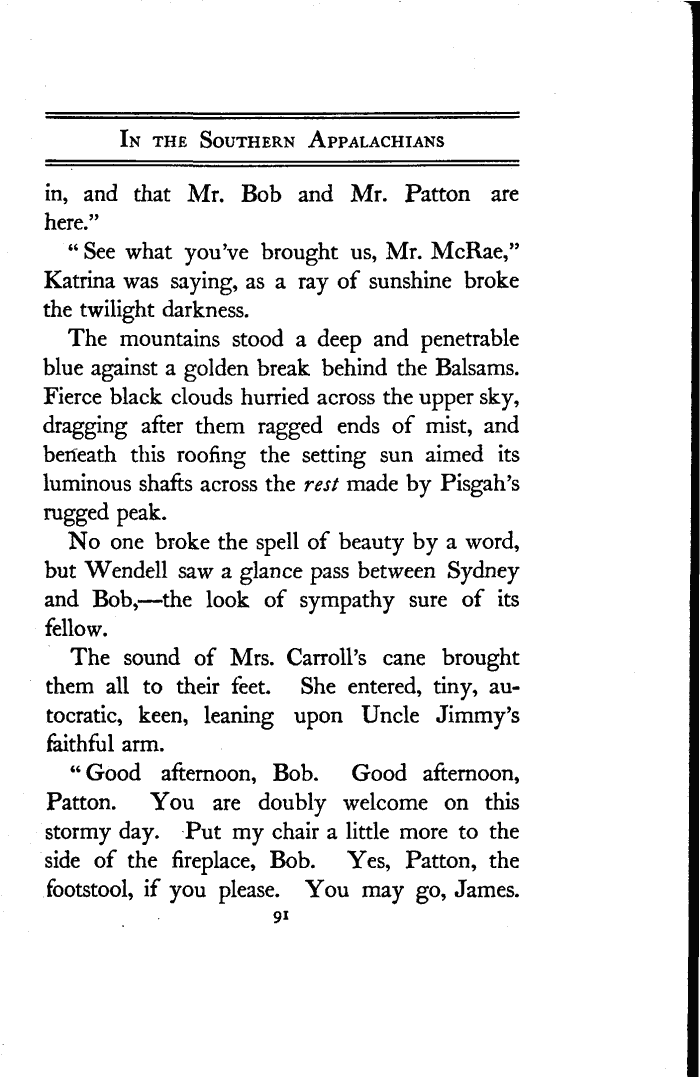 IN THE SOUTHERN APPALACHIANS
in, and that Mr. Bob and Mr. Patton are
here.”
“ See what you've brought us, Mr. McRae,”
Katrina was saying, as a ray of sunshine broke
the twilight darkness.
The mountains stood a deep and penetrable
blue against a golden break behind the Balsams.
Fierce black clouds hurried across the upper sky,
dragging after them ragged ends of mist, and
beneath this roofing the setting sun aimed its
luminous shafts across the rest made by Pisgah's
rugged peak.
No one broke the spell of beauty by a word,
but Wendell saw a glance pass between Sydney
and Bob,—the look of sympathy sure of its
fellow.
The sound of Mrs. Carroll's cane brought
them all to their feet. She entered, tiny, au-
tocratic, keen, leaning upon Uncle Jimmy's
faithful arm.
“ Good afternoon, Bob. Good afternoon,
Patton. You are doubly welcome on this
stormy day. Put my chair a little more to the
side of the fireplace, Bob. Yes, Patton, the
footstool, if you please. You may go, James.
91